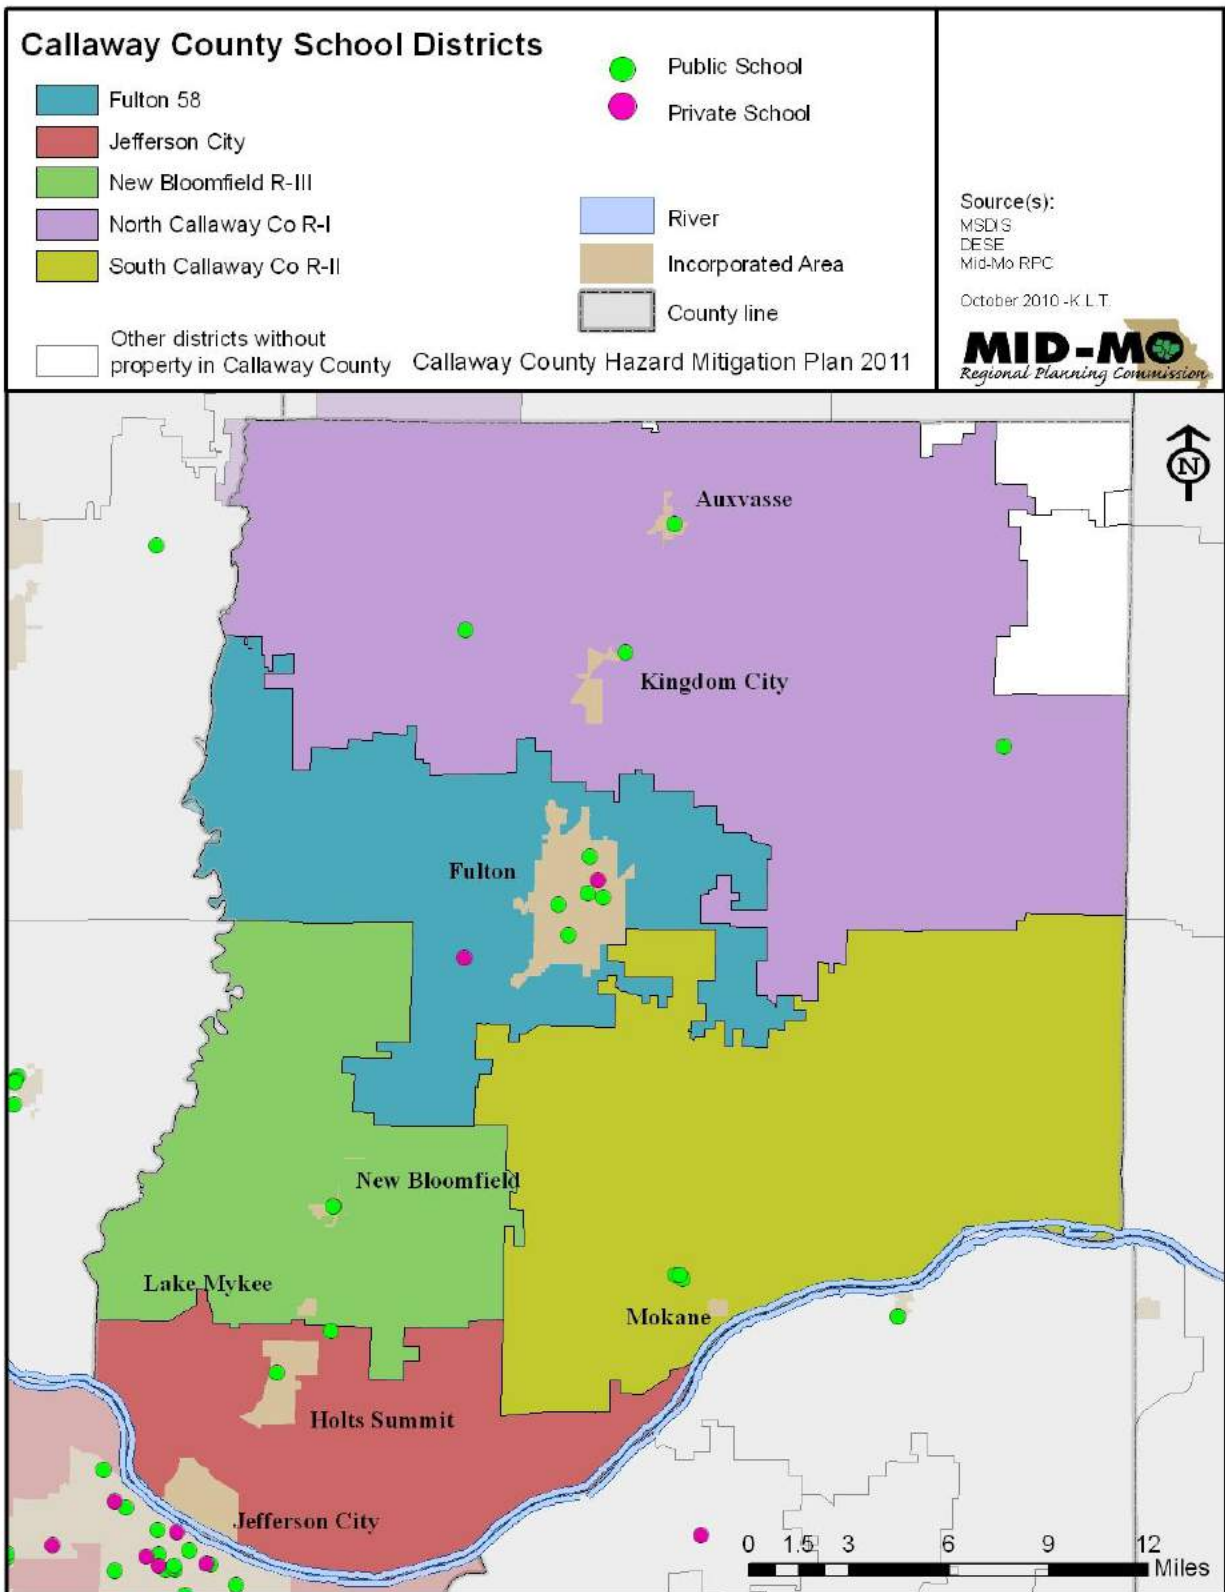 Callaway County School Districts
Fulton 58
Jefferson City
New Bloomfield R-III
North Callaway Co R-I
South Callaway Co R-II
Other districts without
property in Callaway County
Public School
Private School
River
Incorporated Area
County line
Callaway County Hazard Mitigation Plan 2011
Source(s):
MSDIS
DESE
Mid-Mo RPC
October 2010 -K.L.T.
MID-MO
Regional Planning Commission
N
Auxvasse
Kingdom City
Fulton
New Bloomfield
Lake Mykee
Mokane
Holts Summit
Jefferson City
0 1.5 3 6 9 12
Miles